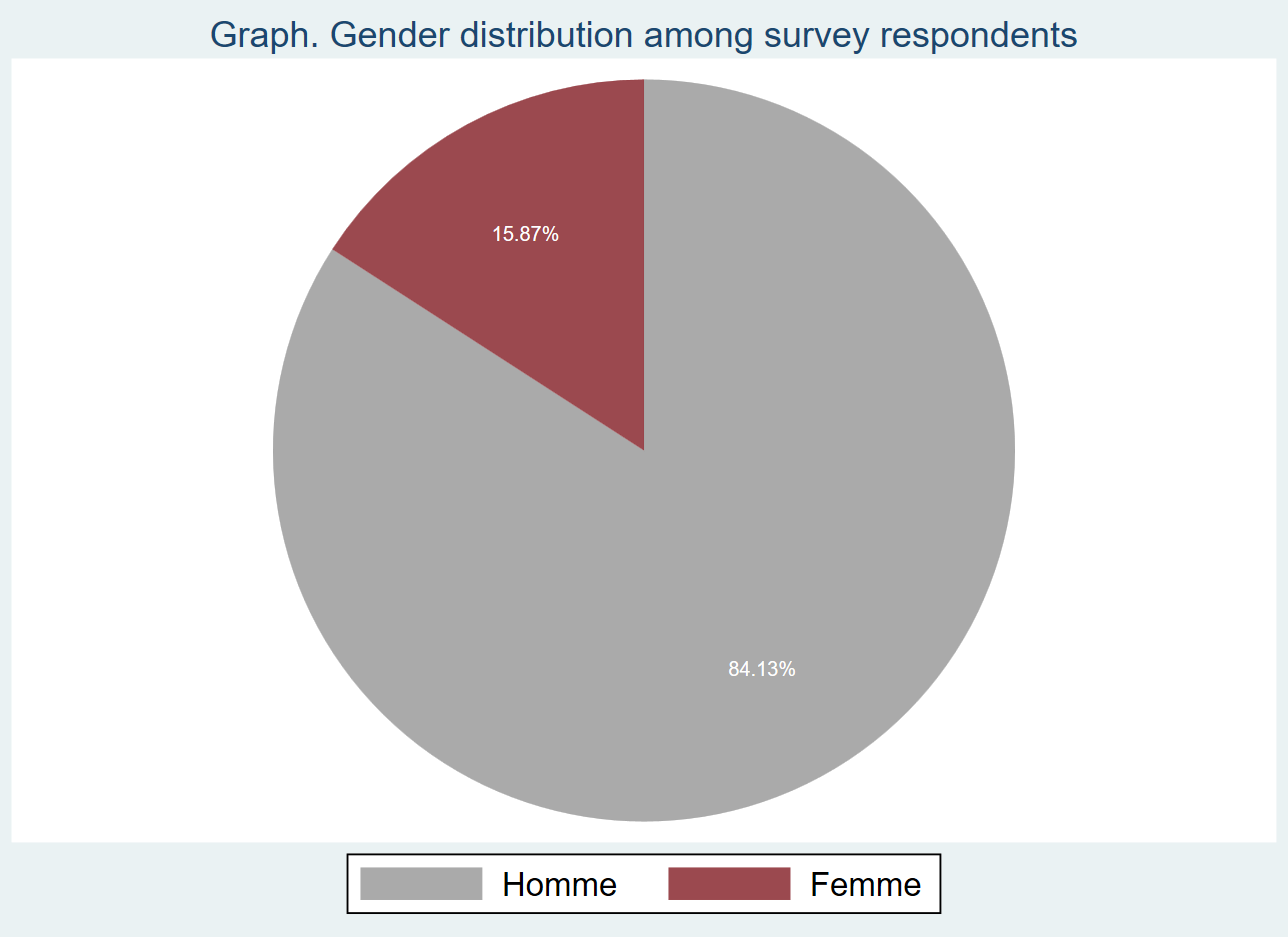 Graph. Gender distribution among survey respondents
15.87%
84.13%
Homme Femme